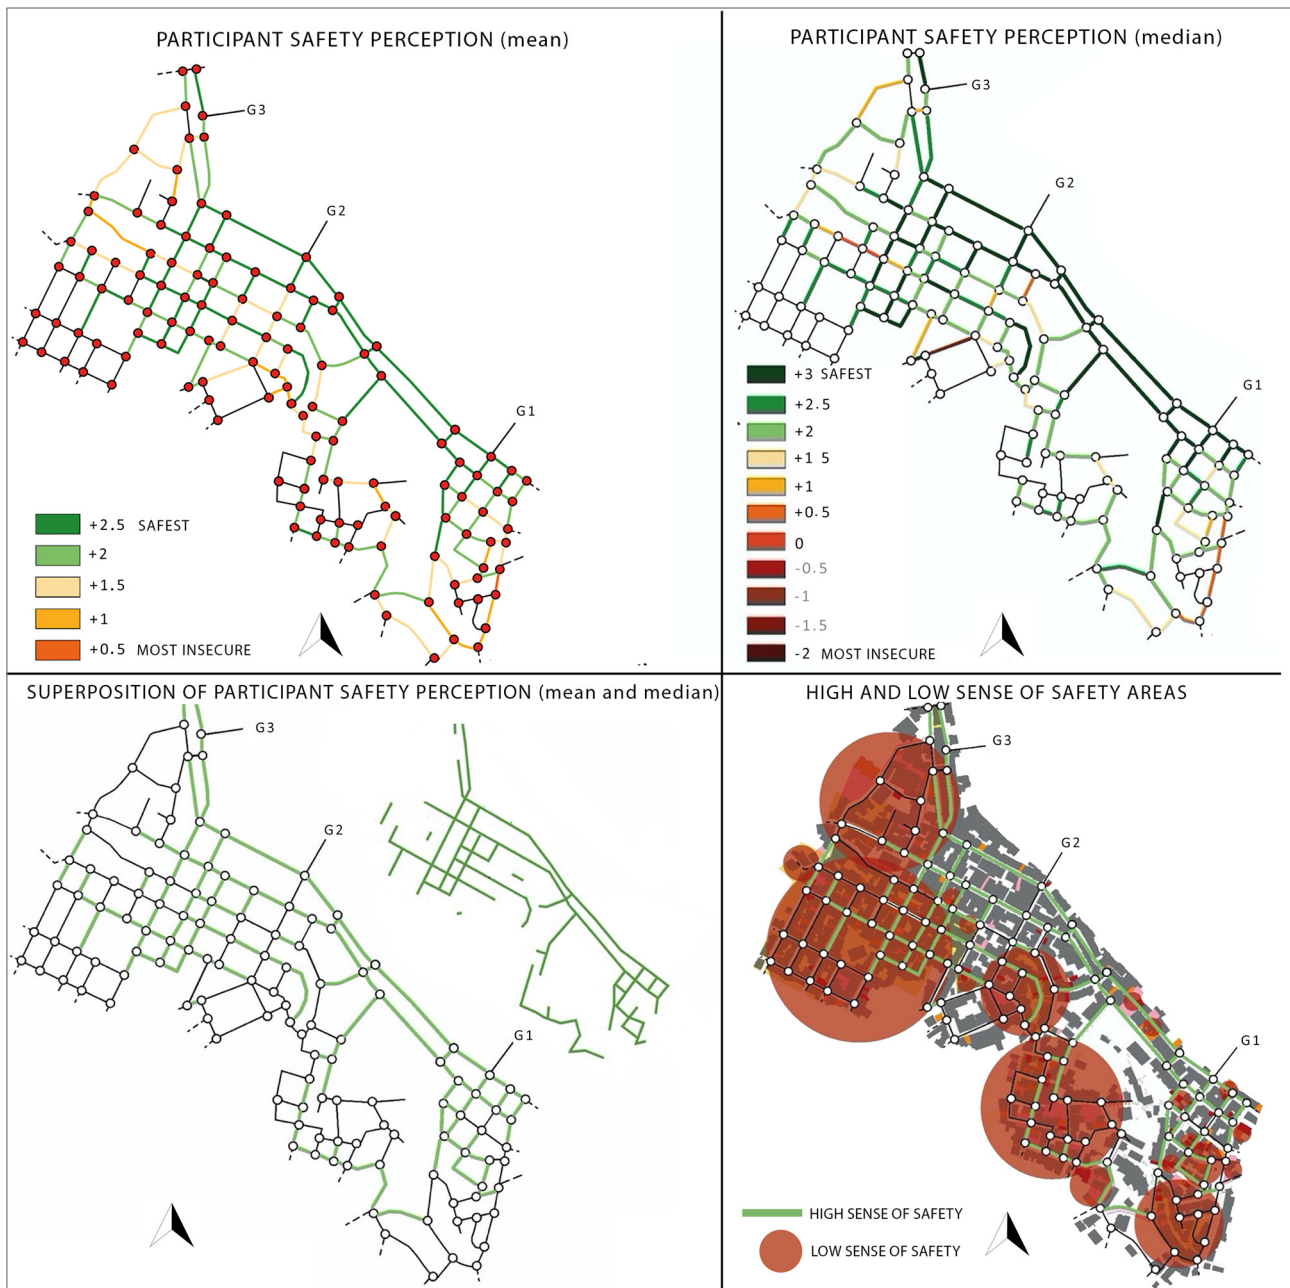 PARTICIPANT SAFETY PERCEPTION (mean)
G3
G2
G1
+2.5 SAFEST
+2
+1.5
+1
+0.5 MOST INSECURE
PARTICIPANT SAFETY PERCEPTION (median)
G3
G2
G1
+3 SAFEST
+2.5
+2
+1 5
+1
+0.5
0
-0.5
-1
-1.5
-2 MOST INSECURE
SUPERPOSITION OF PARTICIPANT SAFETY PERCEPTION (mean and median)
G3
G2
G1
HIGH AND LOW SENSE OF SAFETY AREAS
G3
G2
G1
HIGH SENSE OF SAFETY
LOW SENSE OF SAFETY